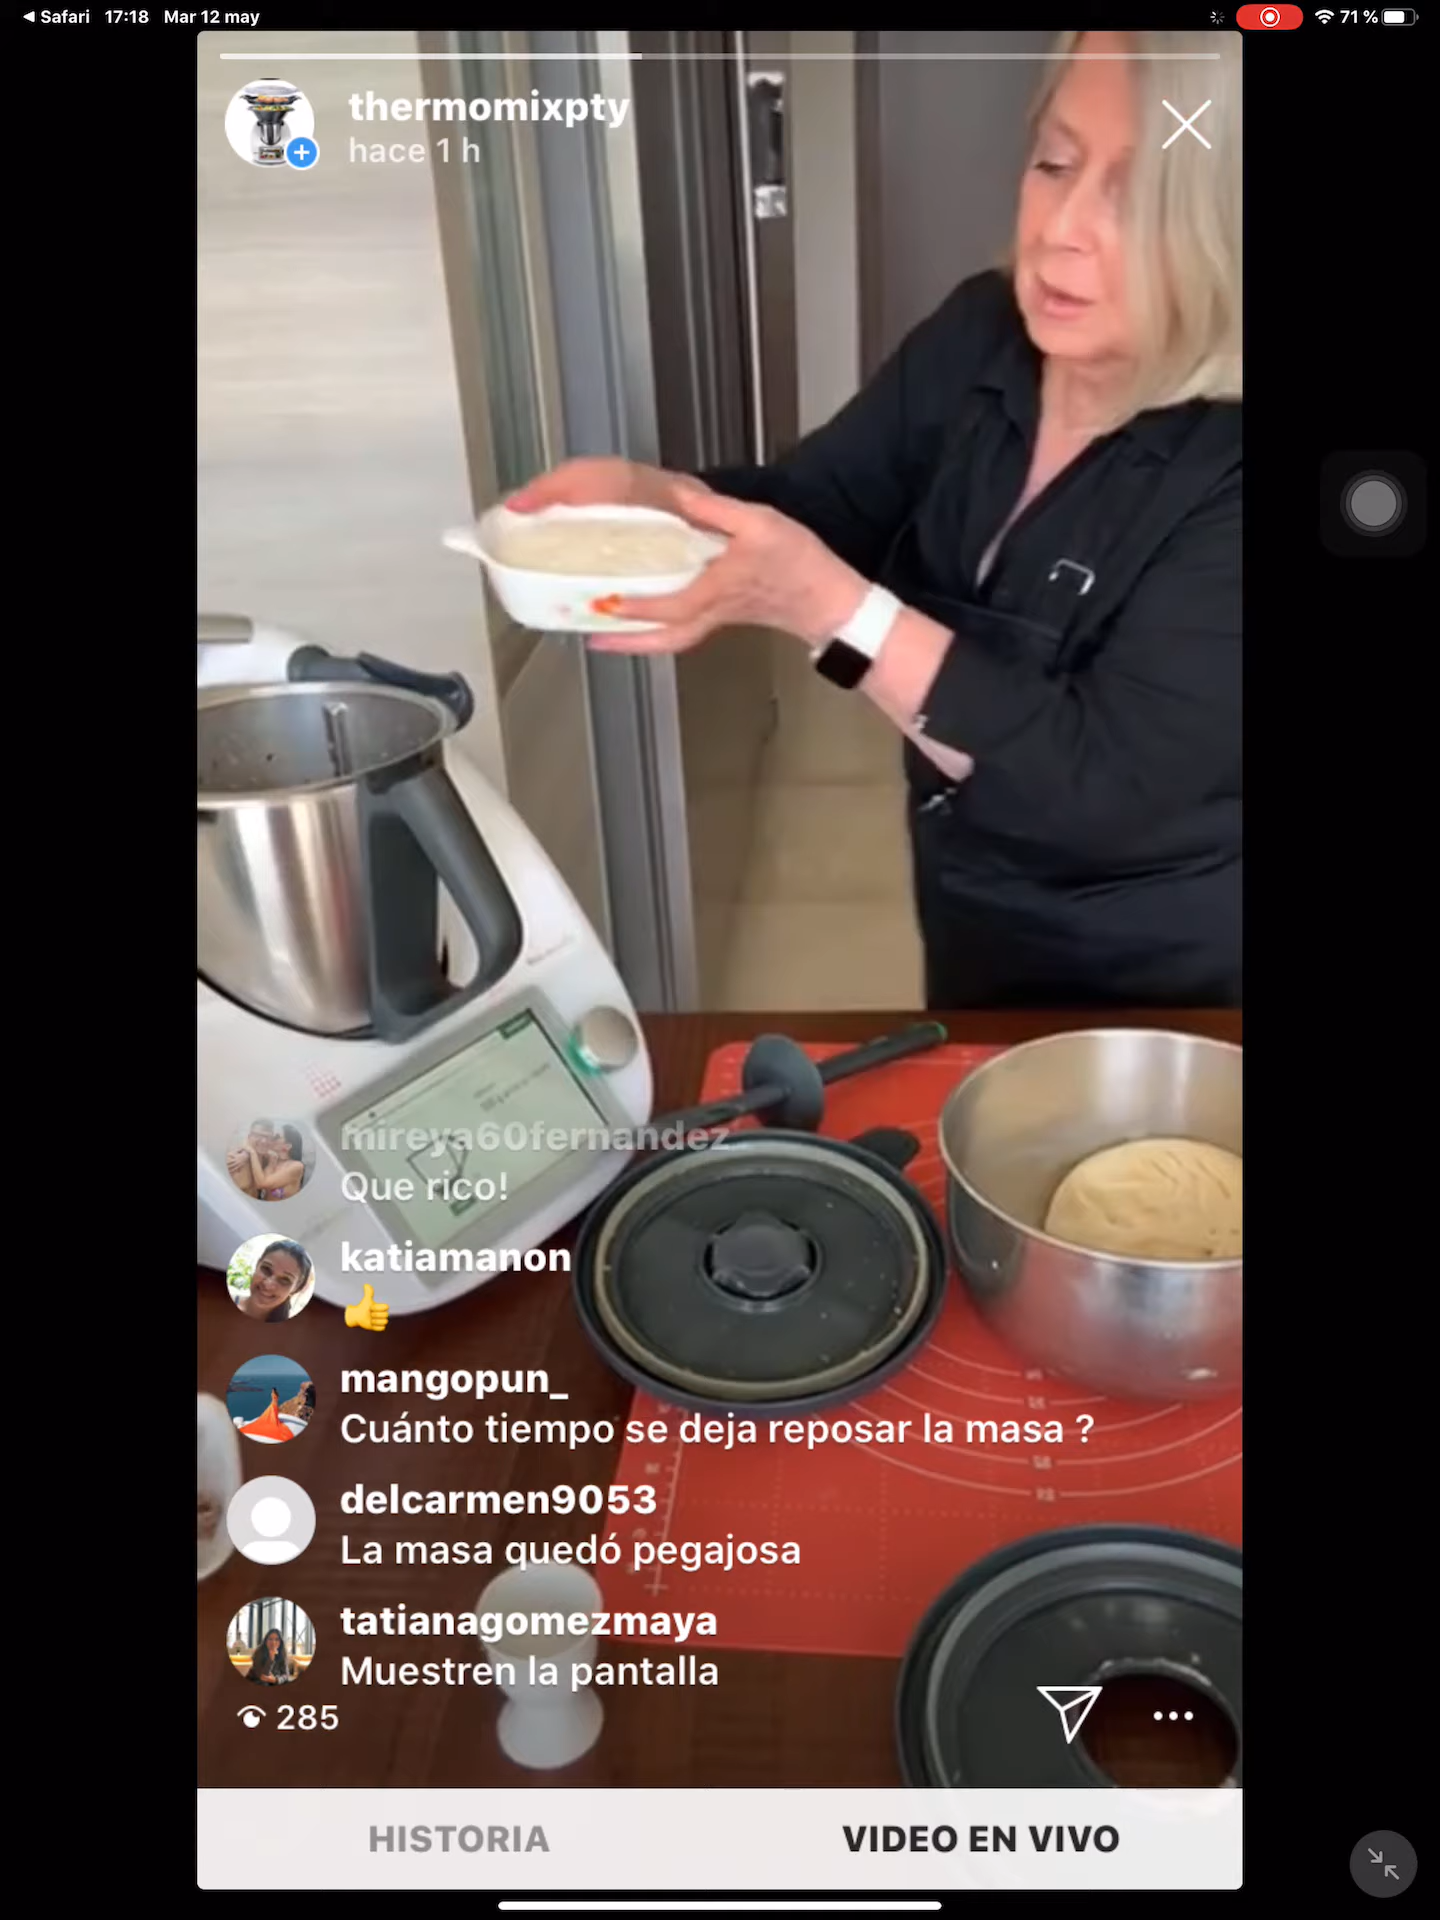 Safari 17:18 Mar 12 may 71 %
thermomixpty
hace 1 h
mireya60fernandez
Que rico!
katiamanon
👍
mangopun_
Cuánto tiempo se deja reposar la masa ?
delcarmen9053
La masa quedó pegajosa
tatianagomezmaya
Muestren la pantalla
285
HISTORIA
VIDEO EN VIVO